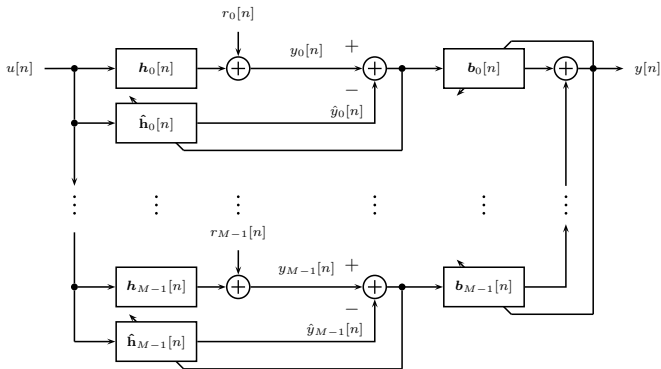 r₀[n]
u[n]
𝒉₀[n]
+
y₀[n]
+
−
𝒃₀[n]
+
y[n]
𝐡̂₀[n]
ŷ₀[n]
⋮ ⋮ ⋮ ⋮ ⋮ ⋮
r_{M−1}[n]
𝒉_{M−1}[n]
+
y_{M−1}[n]
+
+
−
𝒃_{M−1}[n]
𝐡̂_{M−1}[n]
ŷ_{M−1}[n]